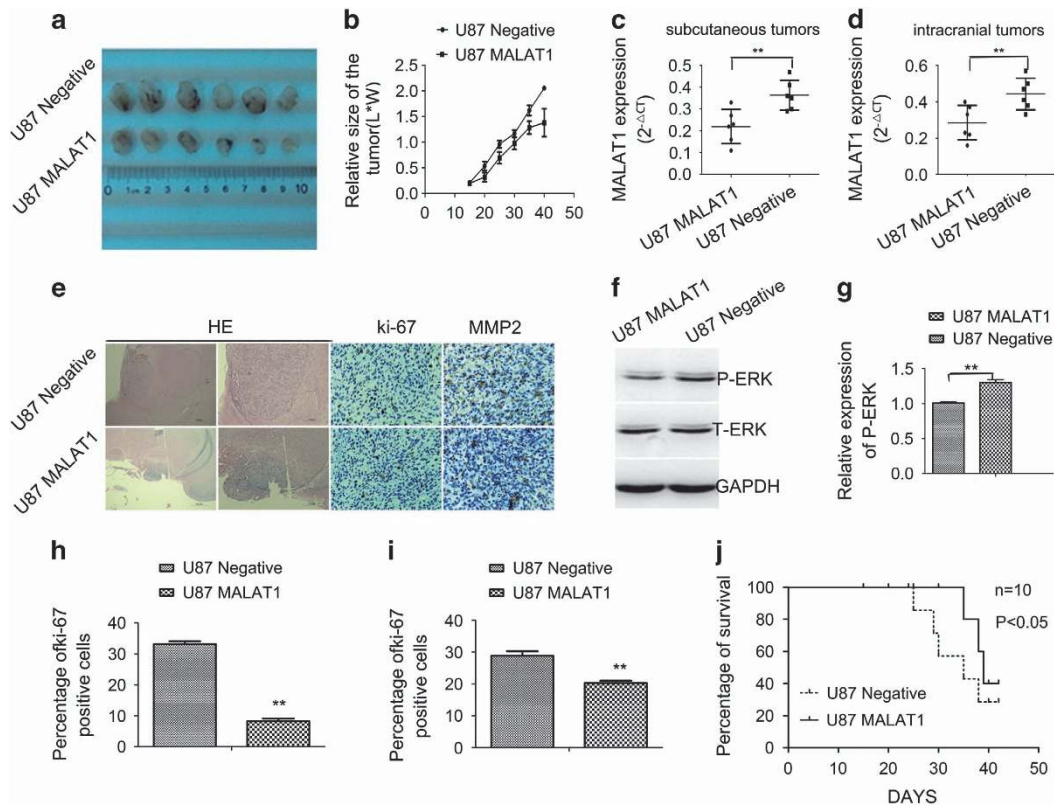 a
U87 Negative
U87 MALAT1
0 1cm 2 3 4 5 6 7 8 9 10
b
U87 Negative
U87 MALAT1
Relative size of the
tumor(L*W)
2.5
2.0
1.5
1.0
0.5
0.0
0 10 20 30 40 50
c
subcutaneous tumors
**
MALAT1 expression
(2-ΔCT)
0.5
0.4
0.3
0.2
0.1
0.0
U87 MALAT1
U87 Negative
d
intracranial tumors
**
MALAT1 expression
(2-ΔCT)
0.6
0.4
0.2
0.0
U87 MALAT1
U87 Negative
e
HE ki-67 MMP2
U87 Negative
U87 MALAT1
f
U87 MALAT1
U87 Negative
P-ERK
T-ERK
GAPDH
g
U87 MALAT1
U87 Negative
Relative expression
of P-ERK
1.5
1.0
0.5
0.0
**
h
U87 Negative
U87 MALAT1
Percentage ofki-67
positive cells
40
30
20
10
0
**
i
U87 Negative
U87 MALAT1
Percentage ofki-67
positive cells
40
30
20
10
0
**
j
Percentage of survival
100
80
60
40
20
0
n=10
P<0.05
U87 Negative
U87 MALAT1
0 10 20 30 40 50
DAYS